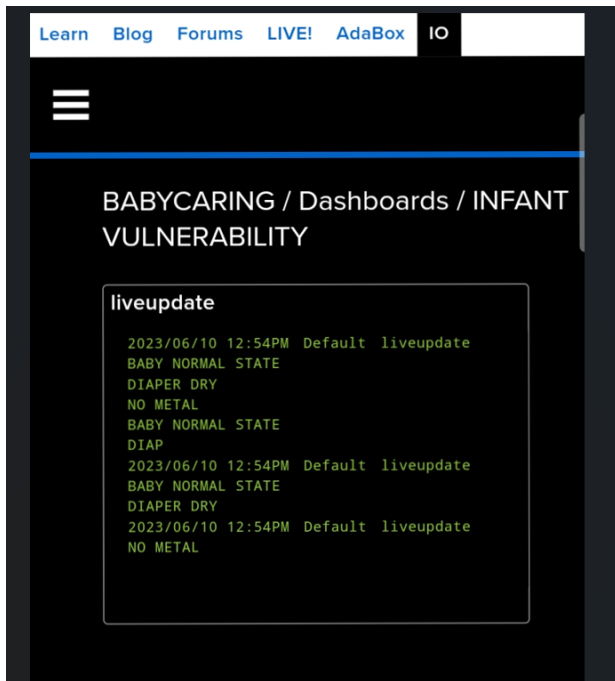 Learn Blog Forums LIVE! AdaBox IO
BABYCARING / Dashboards / INFANT
VULNERABILITY
liveupdate
2023/06/10 12:54PM Default liveupdate
BABY NORMAL STATE
DIAPER DRY
NO METAL
BABY NORMAL STATE
DIAP
2023/06/10 12:54PM Default liveupdate
BABY NORMAL STATE
DIAPER DRY
2023/06/10 12:54PM Default liveupdate
NO METAL